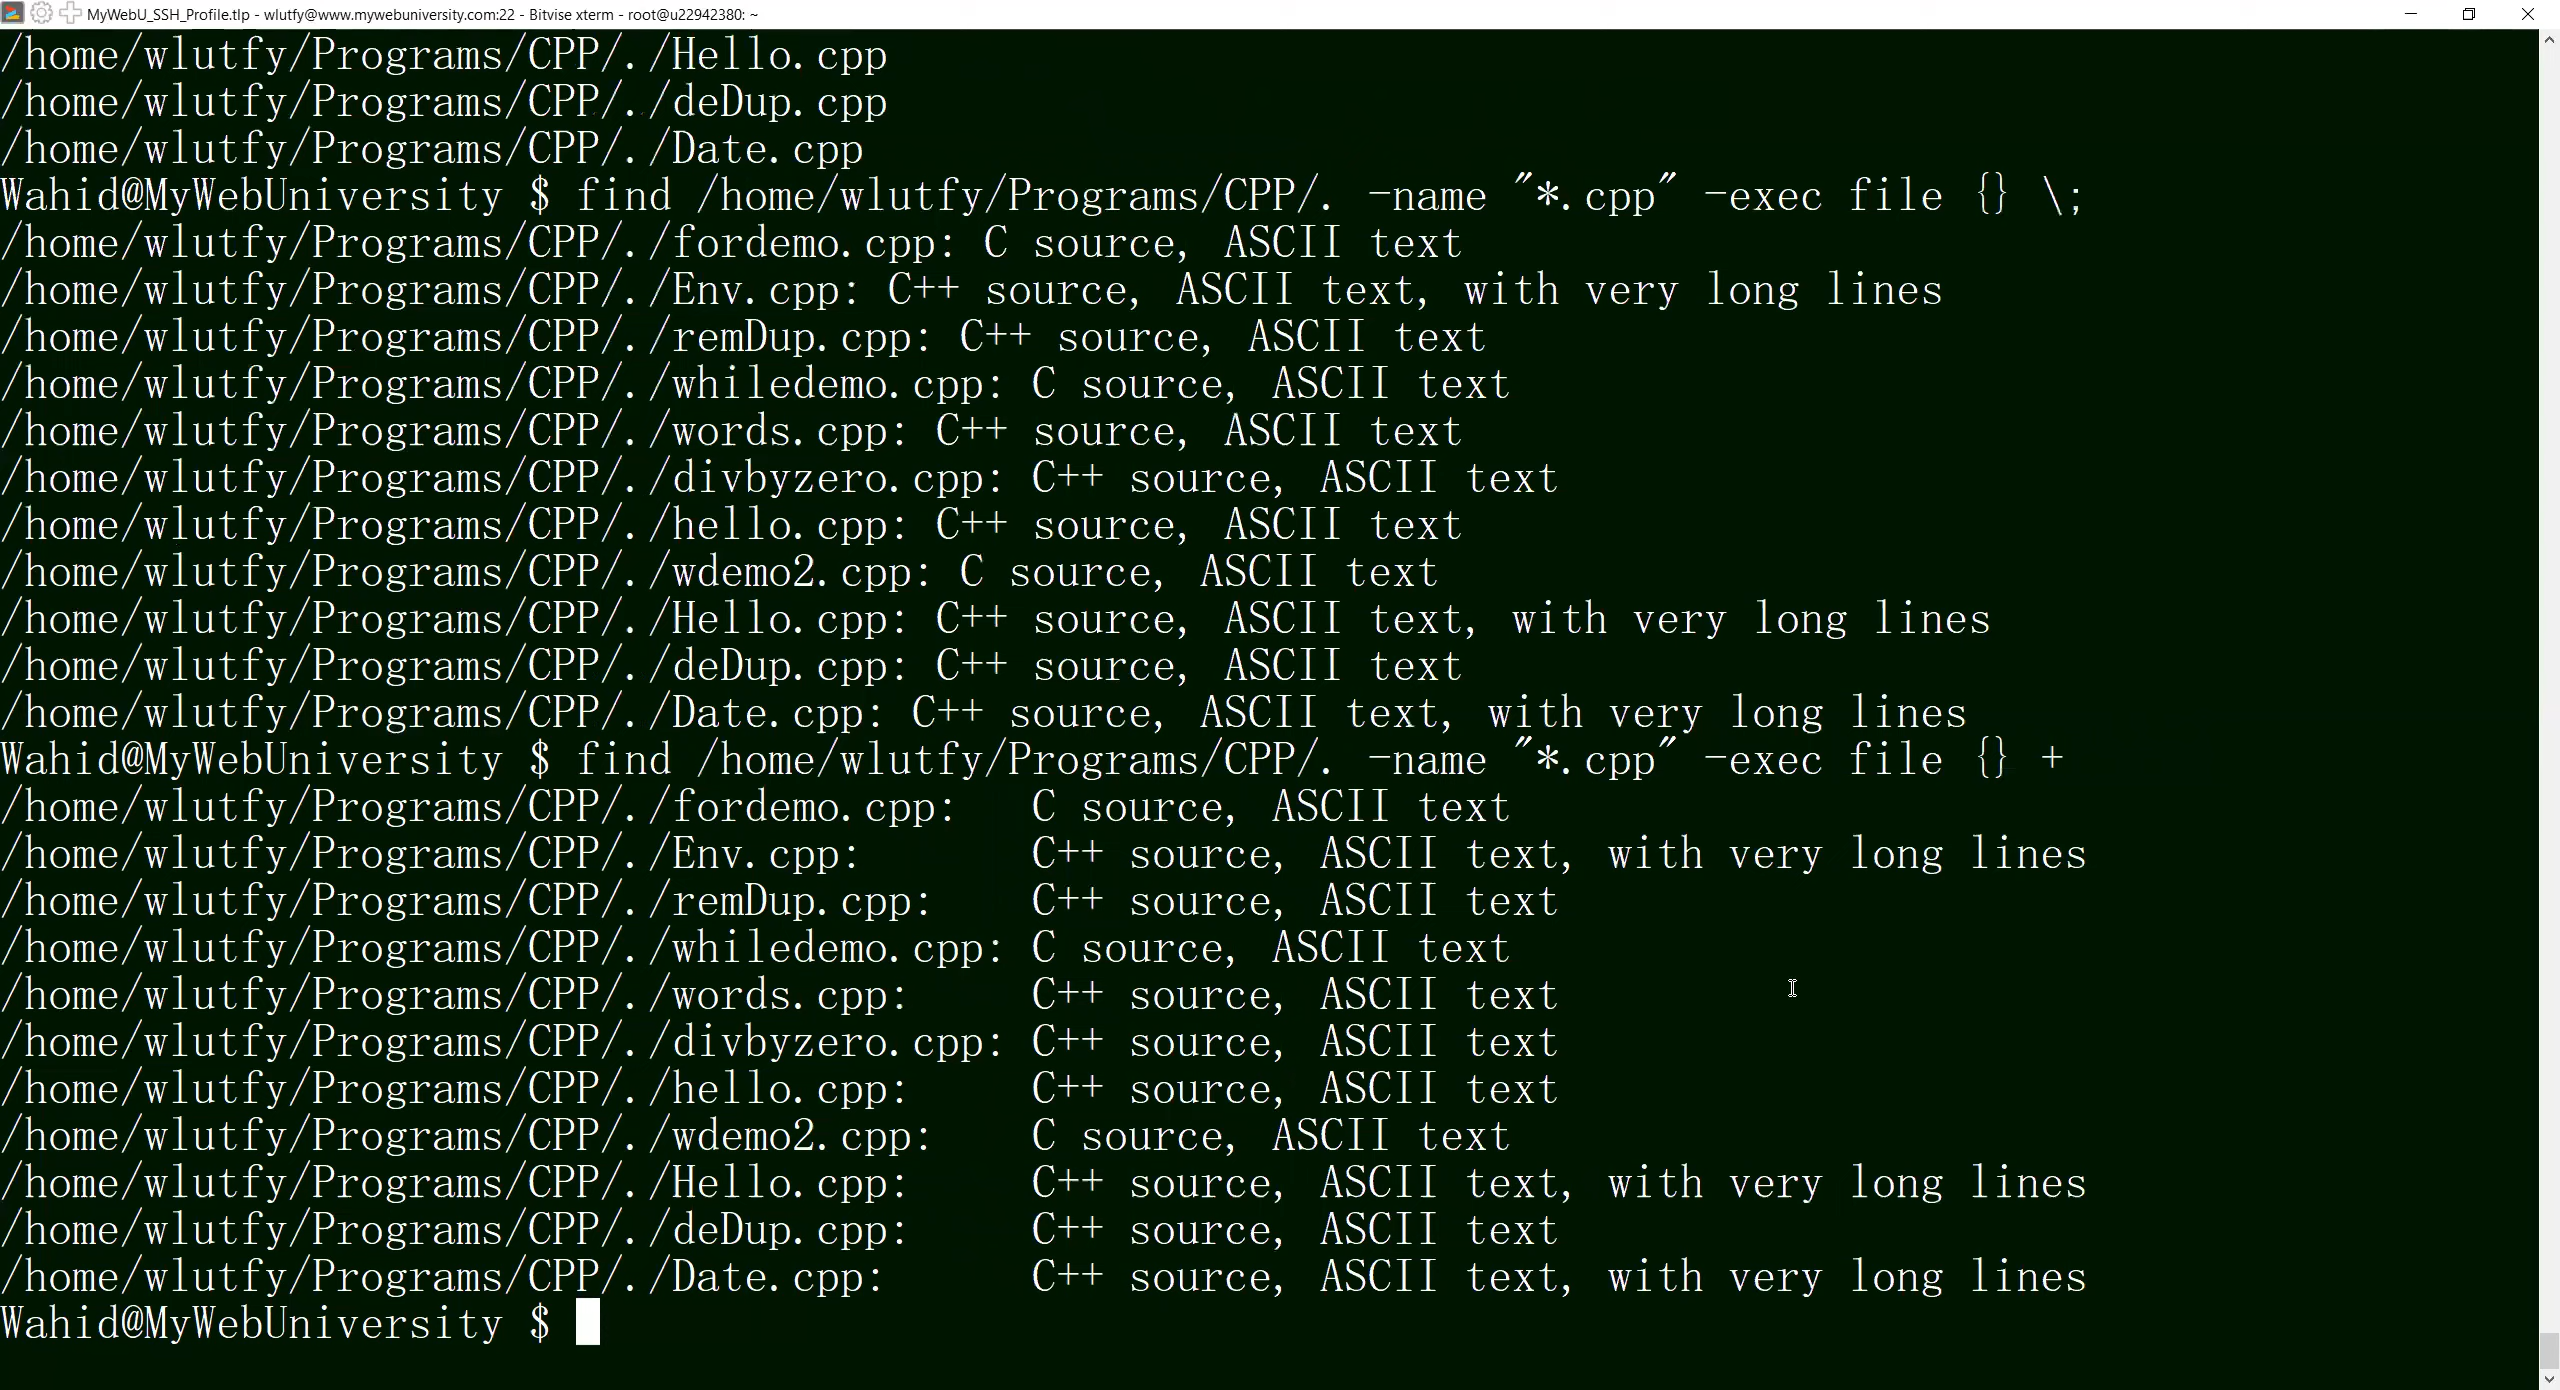 MyWebU_SSH_Profile.tlp - wlutfy@www.mywebuniversity.com:22 - Bitvise xterm - root@u22942380: ~
/home/wlutfy/Programs/CPP/./Hello.cpp
/home/wlutfy/Programs/CPP/./deDup.cpp
/home/wlutfy/Programs/CPP/./Date.cpp
Wahid@MyWebUniversity $ find /home/wlutfy/Programs/CPP/. -name "*.cpp" -exec file {} \;
/home/wlutfy/Programs/CPP/./fordemo.cpp: C source, ASCII text
/home/wlutfy/Programs/CPP/./Env.cpp: C++ source, ASCII text, with very long lines
/home/wlutfy/Programs/CPP/./remDup.cpp: C++ source, ASCII text
/home/wlutfy/Programs/CPP/./whiledemo.cpp: C source, ASCII text
/home/wlutfy/Programs/CPP/./words.cpp: C++ source, ASCII text
/home/wlutfy/Programs/CPP/./divbyzero.cpp: C++ source, ASCII text
/home/wlutfy/Programs/CPP/./hello.cpp: C++ source, ASCII text
/home/wlutfy/Programs/CPP/./wdemo2.cpp: C source, ASCII text
/home/wlutfy/Programs/CPP/./Hello.cpp: C++ source, ASCII text, with very long lines
/home/wlutfy/Programs/CPP/./deDup.cpp: C++ source, ASCII text
/home/wlutfy/Programs/CPP/./Date.cpp: C++ source, ASCII text, with very long lines
Wahid@MyWebUniversity $ find /home/wlutfy/Programs/CPP/. -name "*.cpp" -exec file {} +
/home/wlutfy/Programs/CPP/./fordemo.cpp:   C source, ASCII text
/home/wlutfy/Programs/CPP/./Env.cpp:       C++ source, ASCII text, with very long lines
/home/wlutfy/Programs/CPP/./remDup.cpp:    C++ source, ASCII text
/home/wlutfy/Programs/CPP/./whiledemo.cpp: C source, ASCII text
/home/wlutfy/Programs/CPP/./words.cpp:     C++ source, ASCII text
/home/wlutfy/Programs/CPP/./divbyzero.cpp: C++ source, ASCII text
/home/wlutfy/Programs/CPP/./hello.cpp:     C++ source, ASCII text
/home/wlutfy/Programs/CPP/./wdemo2.cpp:    C source, ASCII text
/home/wlutfy/Programs/CPP/./Hello.cpp:     C++ source, ASCII text, with very long lines
/home/wlutfy/Programs/CPP/./deDup.cpp:     C++ source, ASCII text
/home/wlutfy/Programs/CPP/./Date.cpp:      C++ source, ASCII text, with very long lines
Wahid@MyWebUniversity $